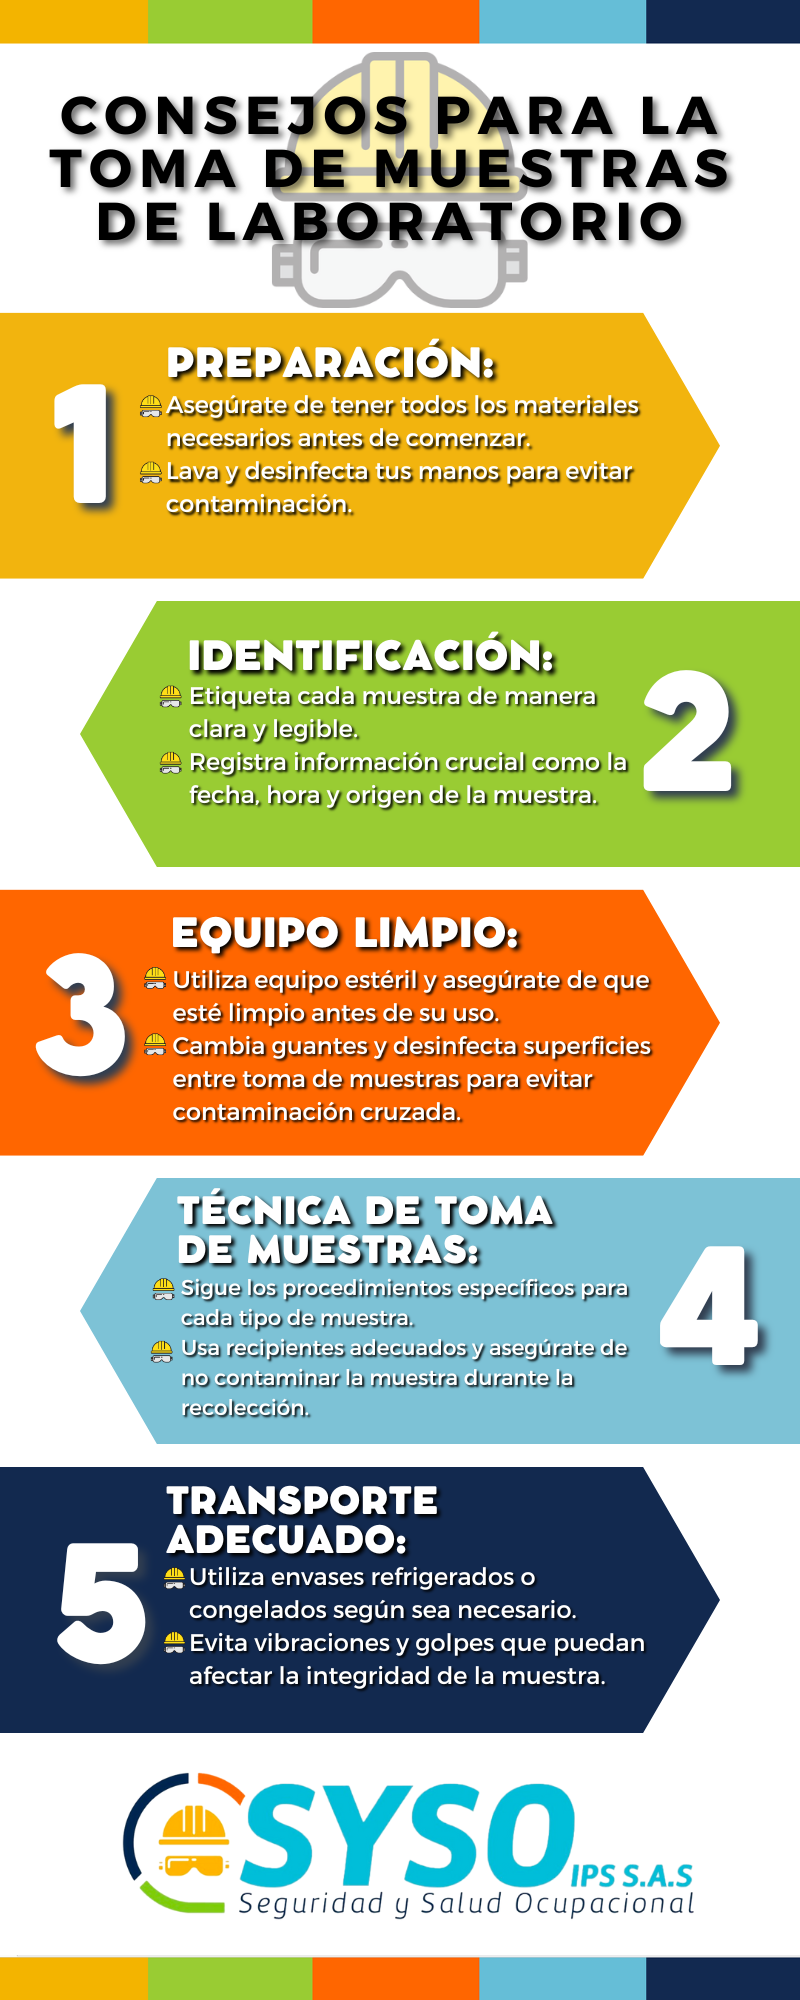 CONSEJOS PARA LA
TOMA DE MUESTRAS
DE LABORATORIO
1
PREPARACIÓN:
Asegúrate de tener todos los materiales
necesarios antes de comenzar.
Lava y desinfecta tus manos para evitar
contaminación.
IDENTIFICACIÓN:
Etiqueta cada muestra de manera
clara y legible.
Registra información crucial como la
fecha, hora y origen de la muestra.
2
3
EQUIPO LIMPIO:
Utiliza equipo estéril y asegúrate de que
esté limpio antes de su uso.
Cambia guantes y desinfecta superficies
entre toma de muestras para evitar
contaminación cruzada.
TÉCNICA DE TOMA
DE MUESTRAS:
Sigue los procedimientos específicos para
cada tipo de muestra.
Usa recipientes adecuados y asegúrate de
no contaminar la muestra durante la
recolección.
4
5
TRANSPORTE
ADECUADO:
Utiliza envases refrigerados o
congelados según sea necesario.
Evita vibraciones y golpes que puedan
afectar la integridad de la muestra.
SYSO
IPS S.A.S
Seguridad y Salud Ocupacional